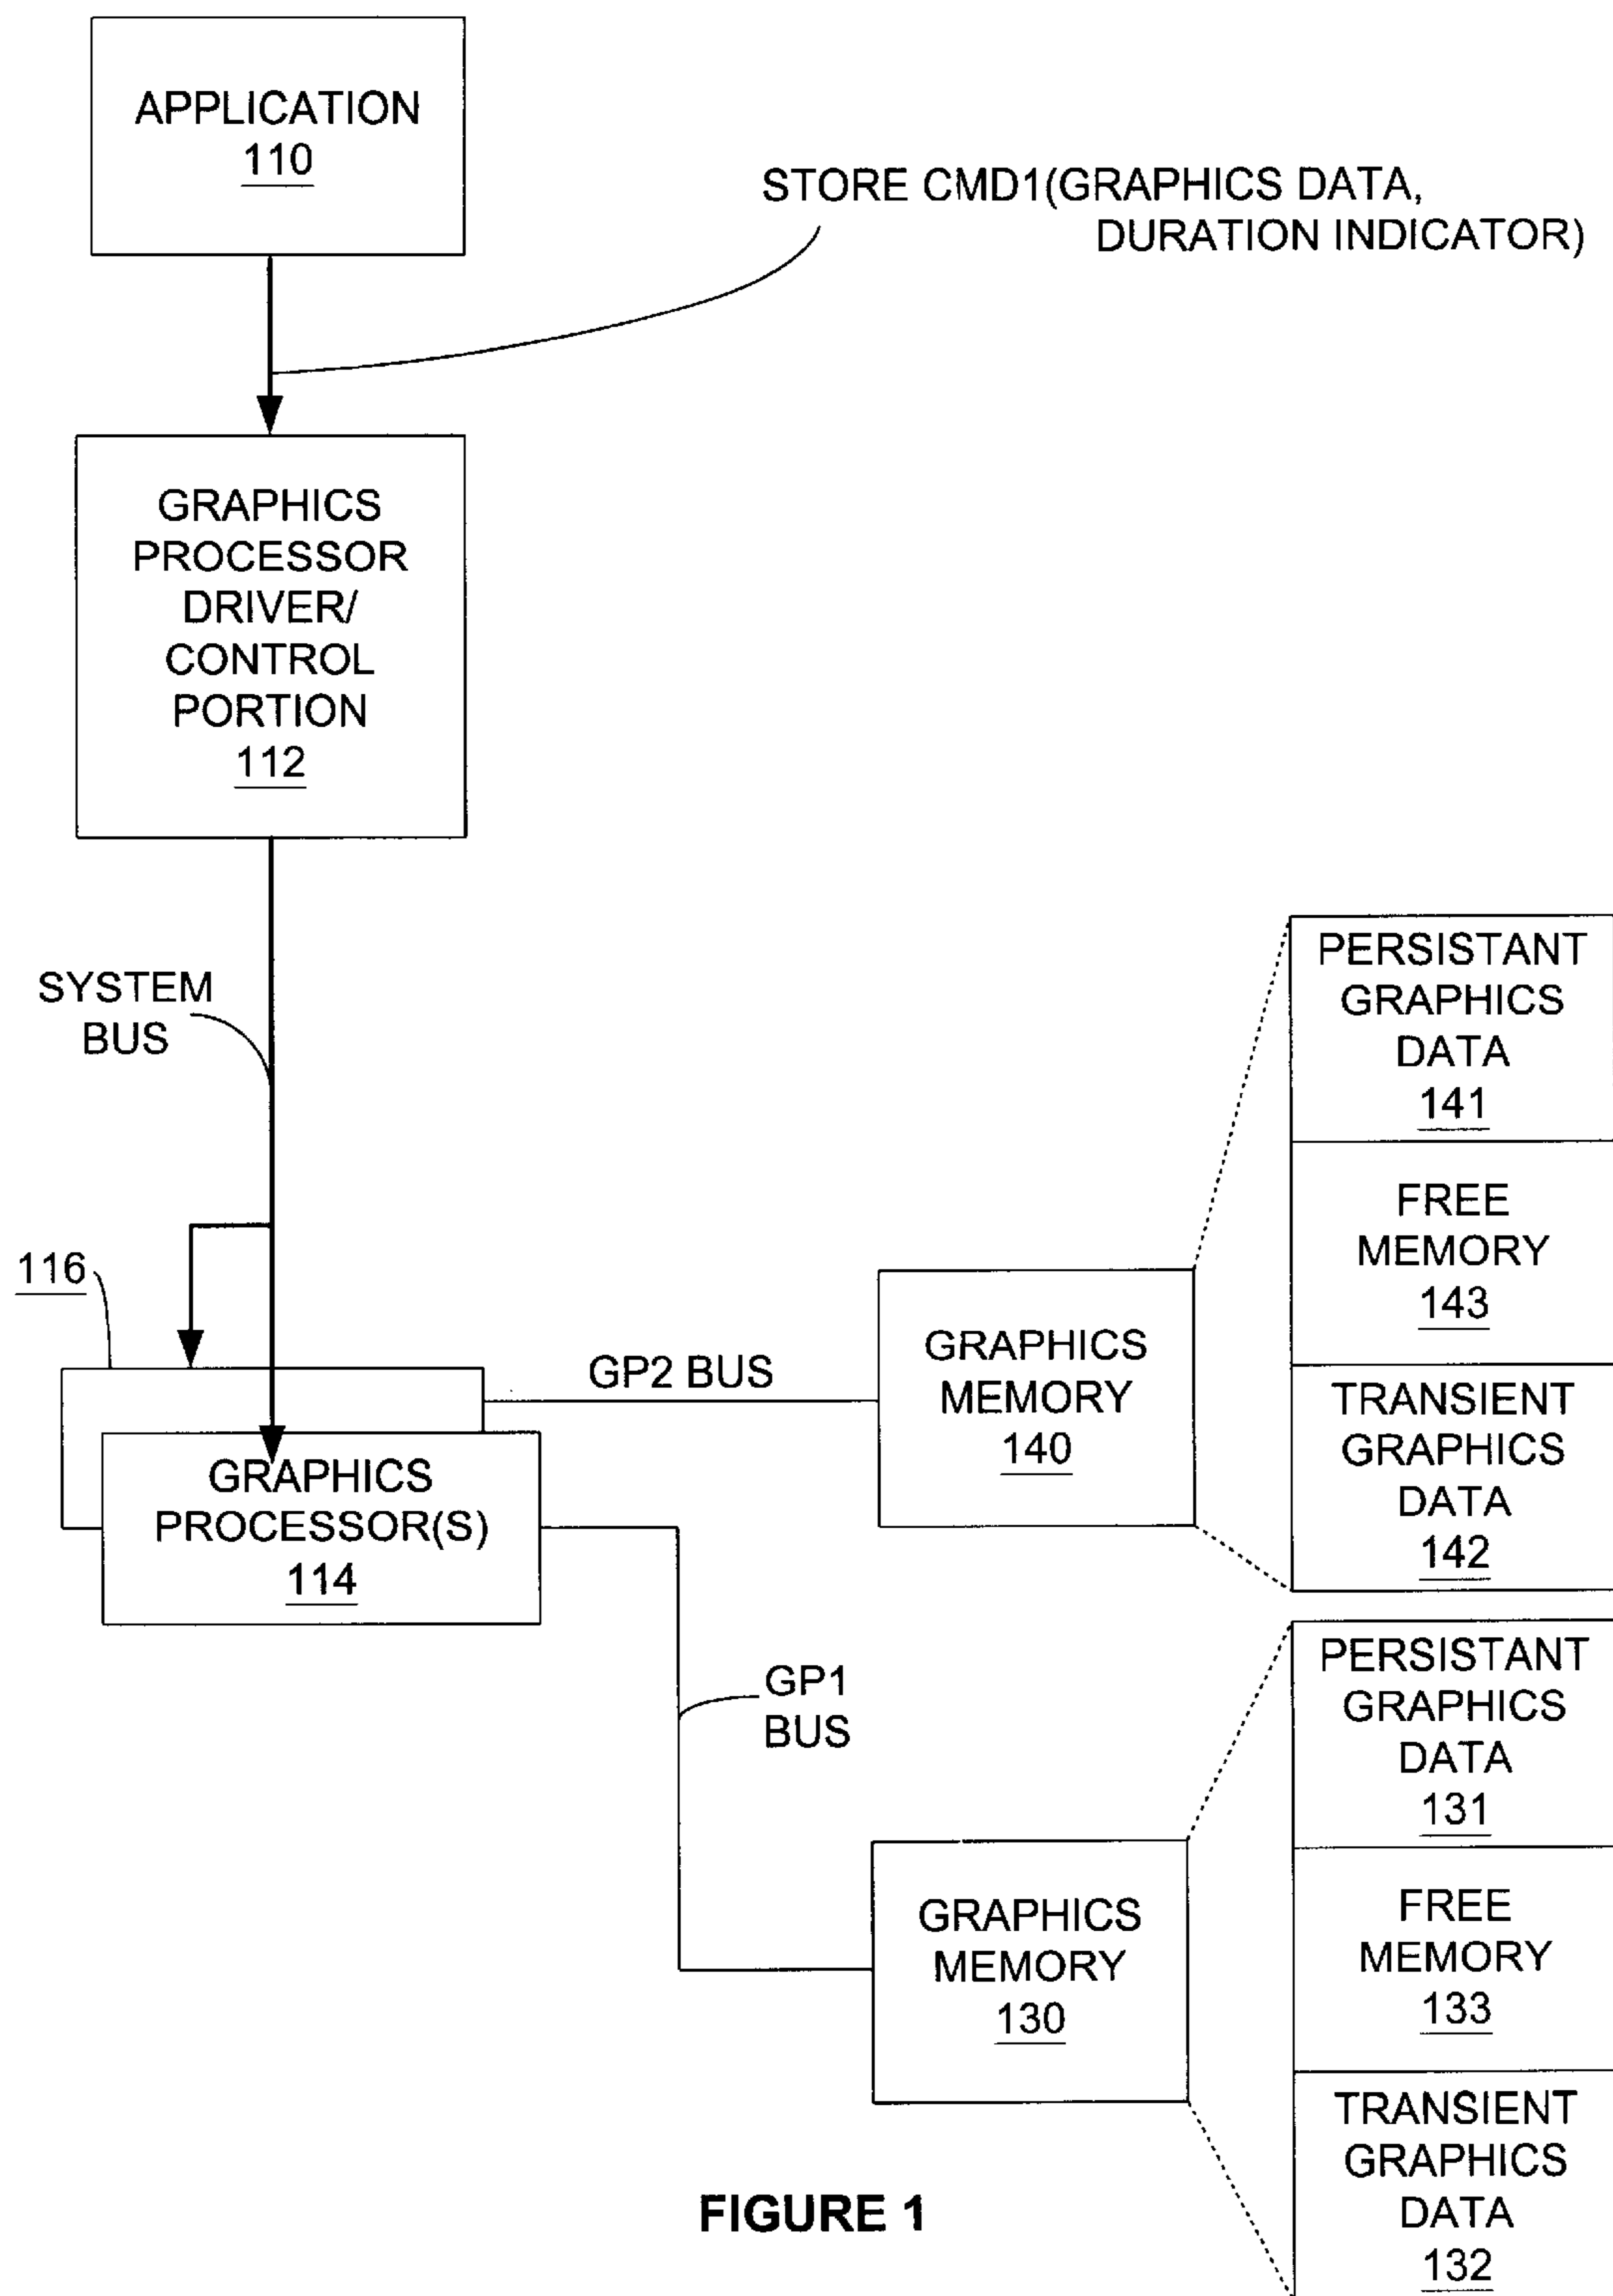 APPLICATION
110
STORE CMD1(GRAPHICS DATA,
DURATION INDICATOR)
GRAPHICS
PROCESSOR
DRIVER/
CONTROL
PORTION
112
SYSTEM
BUS
116
GRAPHICS
PROCESSOR(S)
114
GP2 BUS
GRAPHICS
MEMORY
140
PERSISTANT
GRAPHICS
DATA
141
FREE
MEMORY
143
TRANSIENT
GRAPHICS
DATA
142
GP1
BUS
GRAPHICS
MEMORY
130
PERSISTANT
GRAPHICS
DATA
131
FREE
MEMORY
133
TRANSIENT
GRAPHICS
DATA
132
FIGURE 1